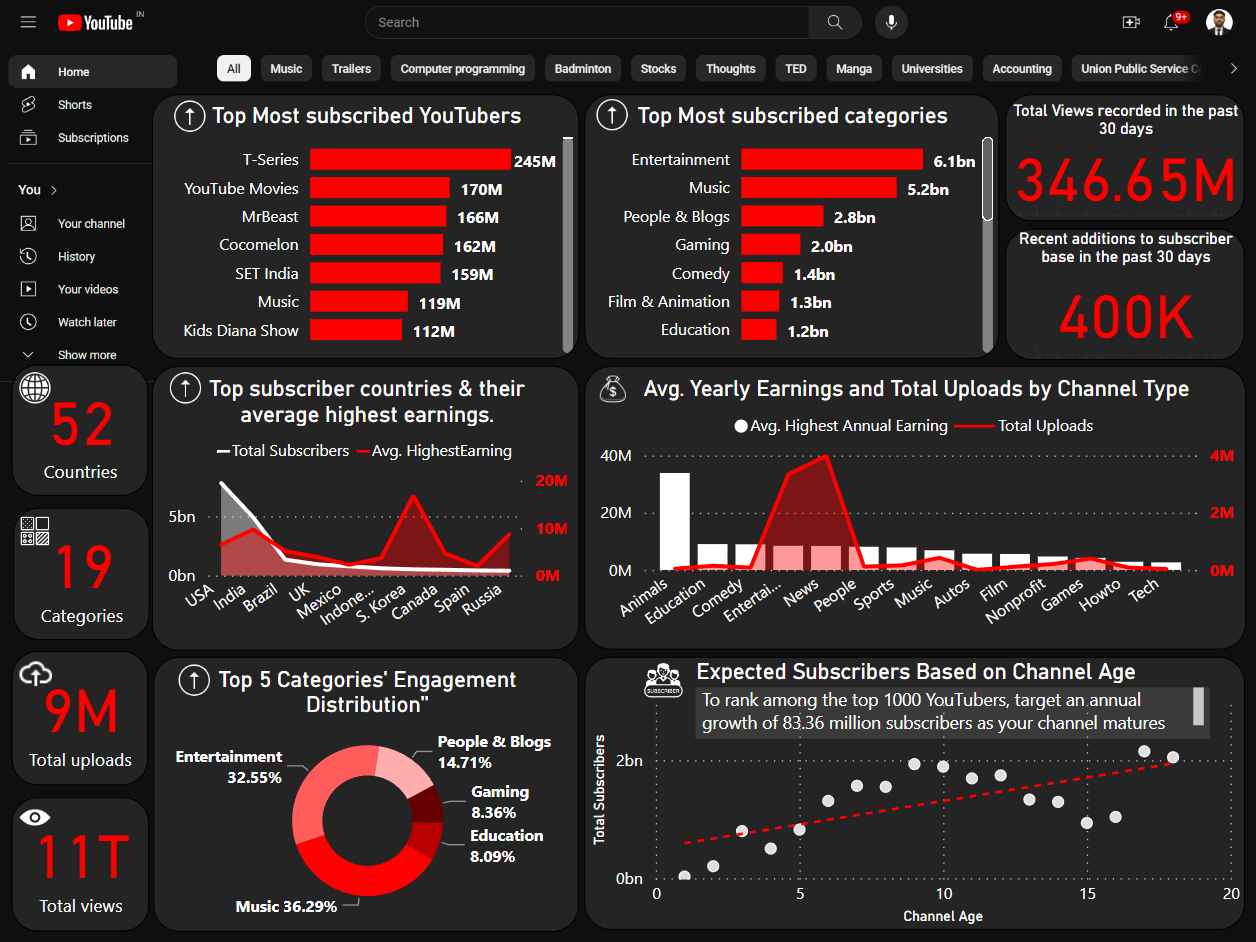 YouTube IN
Search
9+
Home
Shorts
Subscriptions
You
Your channel
History
Your videos
Watch later
Show more
All
Music
Trailers
Computer programming
Badminton
Stocks
Thoughts
TED
Manga
Universities
Accounting
Union Public Service C
Top Most subscribed YouTubers
T-Series 245M
YouTube Movies 170M
MrBeast 166M
Cocomelon 162M
SET India 159M
Music 119M
Kids Diana Show 112M
Top Most subscribed categories
Entertainment 6.1bn
Music 5.2bn
People & Blogs 2.8bn
Gaming 2.0bn
Comedy 1.4bn
Film & Animation 1.3bn
Education 1.2bn
Total Views recorded in the past
30 days
346.65M
Recent additions to subscriber
base in the past 30 days
400K
52
Countries
19
Categories
9M
Total uploads
11T
Total views
Top subscriber countries & their
average highest earnings.
Total Subscribers Avg. HighestEarning
5bn
0bn
20M
10M
0M
USA
India
Brazil
UK
Mexico
Indone...
S. Korea
Canada
Spain
Russia
$
Avg. Yearly Earnings and Total Uploads by Channel Type
Avg. Highest Annual Earning Total Uploads
40M
20M
0M
4M
2M
0M
Animals
Education
Comedy
Entertai...
News
People
Sports
Music
Autos
Film
Nonprofit
Games
Howto
Tech
Top 5 Categories' Engagement
Distribution"
Entertainment
32.55%
People & Blogs
14.71%
Gaming
8.36%
Education
8.09%
Music 36.29%
SUBSCRIBER
Expected Subscribers Based on Channel Age
To rank among the top 1000 YouTubers, target an annual
growth of 83.36 million subscribers as your channel matures
Total Subscribers
2bn
0bn
0
5
10
15
20
Channel Age